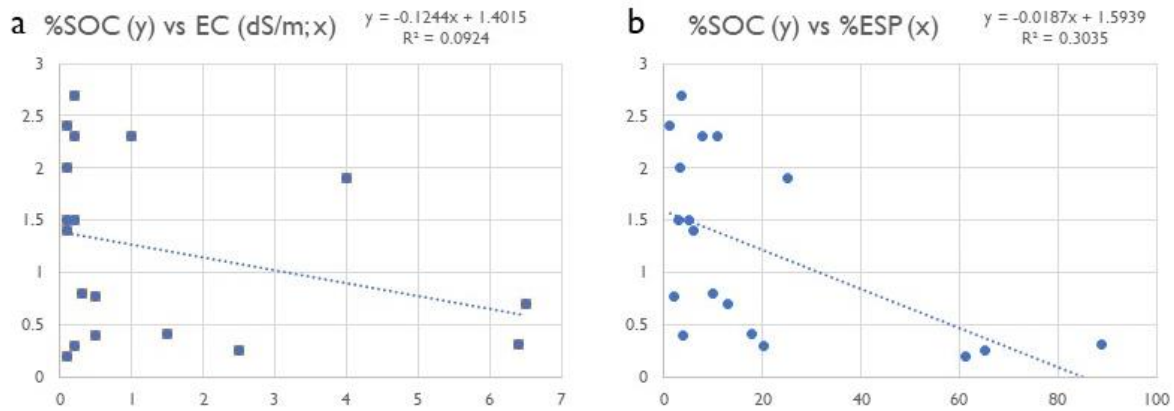 a %SOC (y) vs EC (dS/m; x)
y = -0.1244x + 1.4015
R² = 0.0924
3
2.5
2
1.5
1
0.5
0
0 1 2 3 4 5 6 7
b %SOC (y) vs %ESP (x)
y = -0.0187x + 1.5939
R² = 0.3035
3
2.5
2
1.5
1
0.5
0
0 20 40 60 80 100